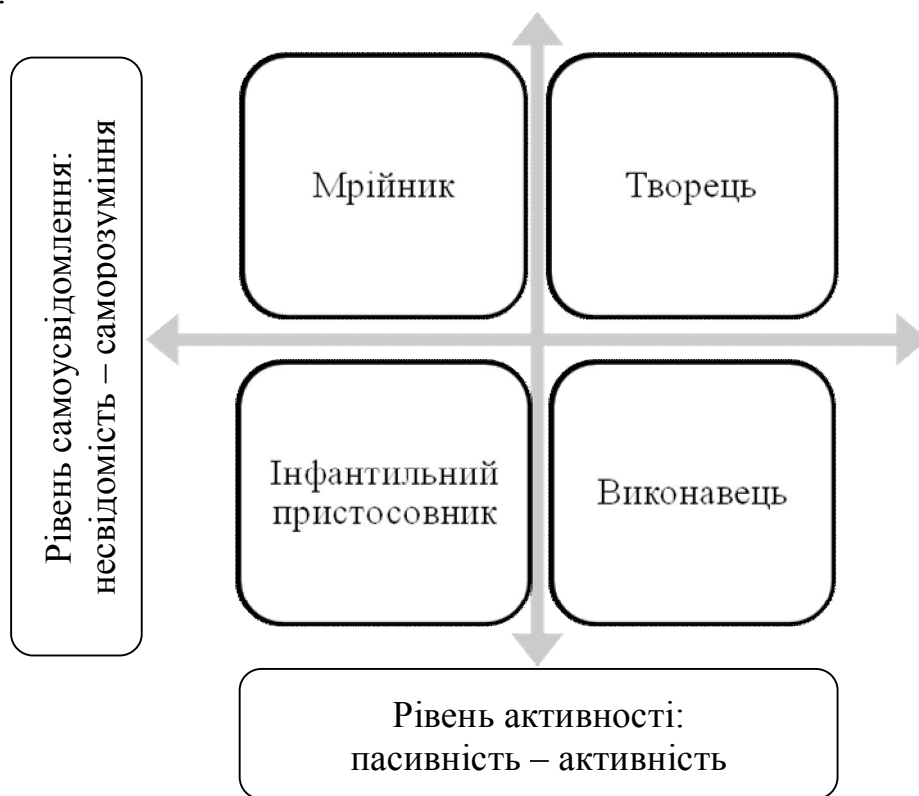 .
Рівень самоусвідомлення:
несвідомість – саморозуміння
Мрійник
Творець
Інфантильний
пристосовник
Виконавець
Рівень активності:
пасивність – активність